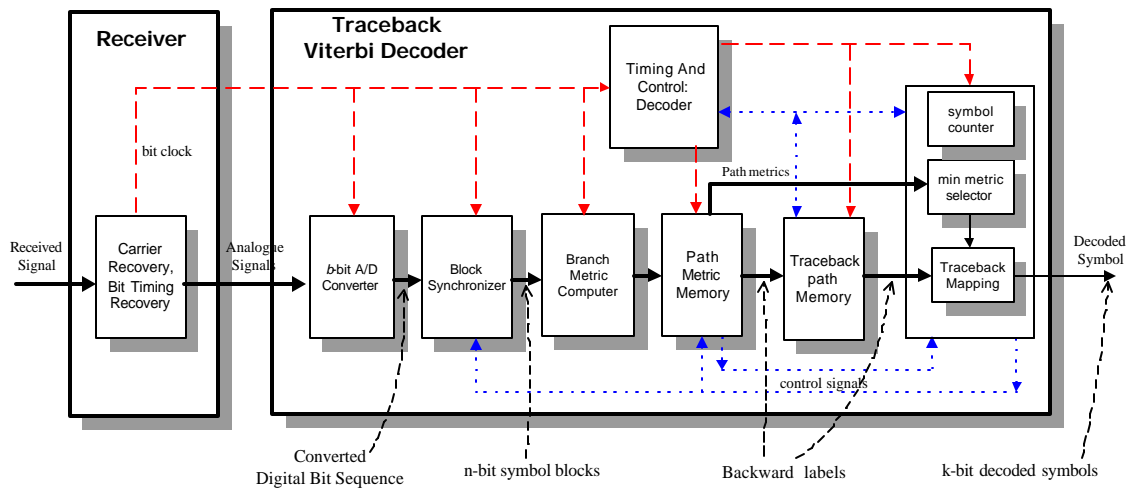 Receiver
Traceback
Viterbi Decoder
Timing And
Control:
Decoder
symbol
counter
bit clock
Path metrics
min metric
selector
Received
Signal
Carrier
Recovery,
Bit Timing
Recovery
Analogue
Signals
b-bit A/D
Converter
Block
Synchronizer
Branch
Metric
Computer
Path
Metric
Memory
Traceback
path
Memory
Traceback
Mapping
Decoded
Symbol
control signals
Converted
Digital Bit Sequence
n-bit symbol blocks
Backward labels
k-bit decoded symbols